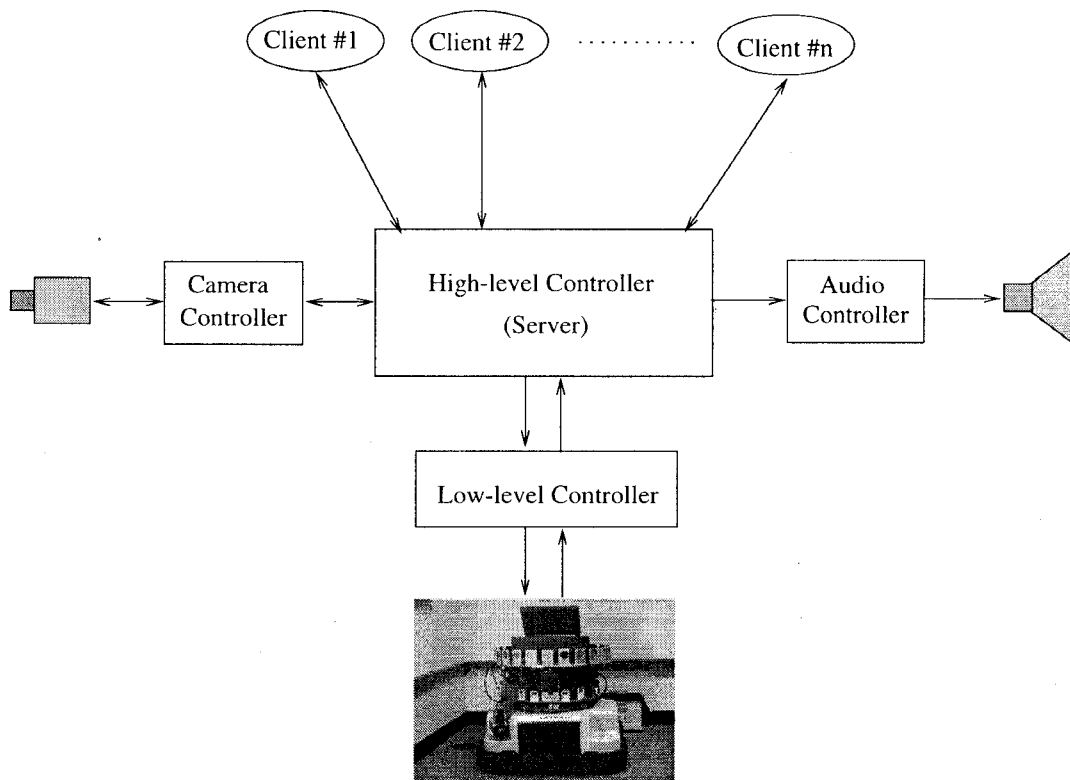 Client #1
Client #2
Client #n
Camera
Controller
High-level Controller
(Server)
Audio
Controller
Low-level Controller